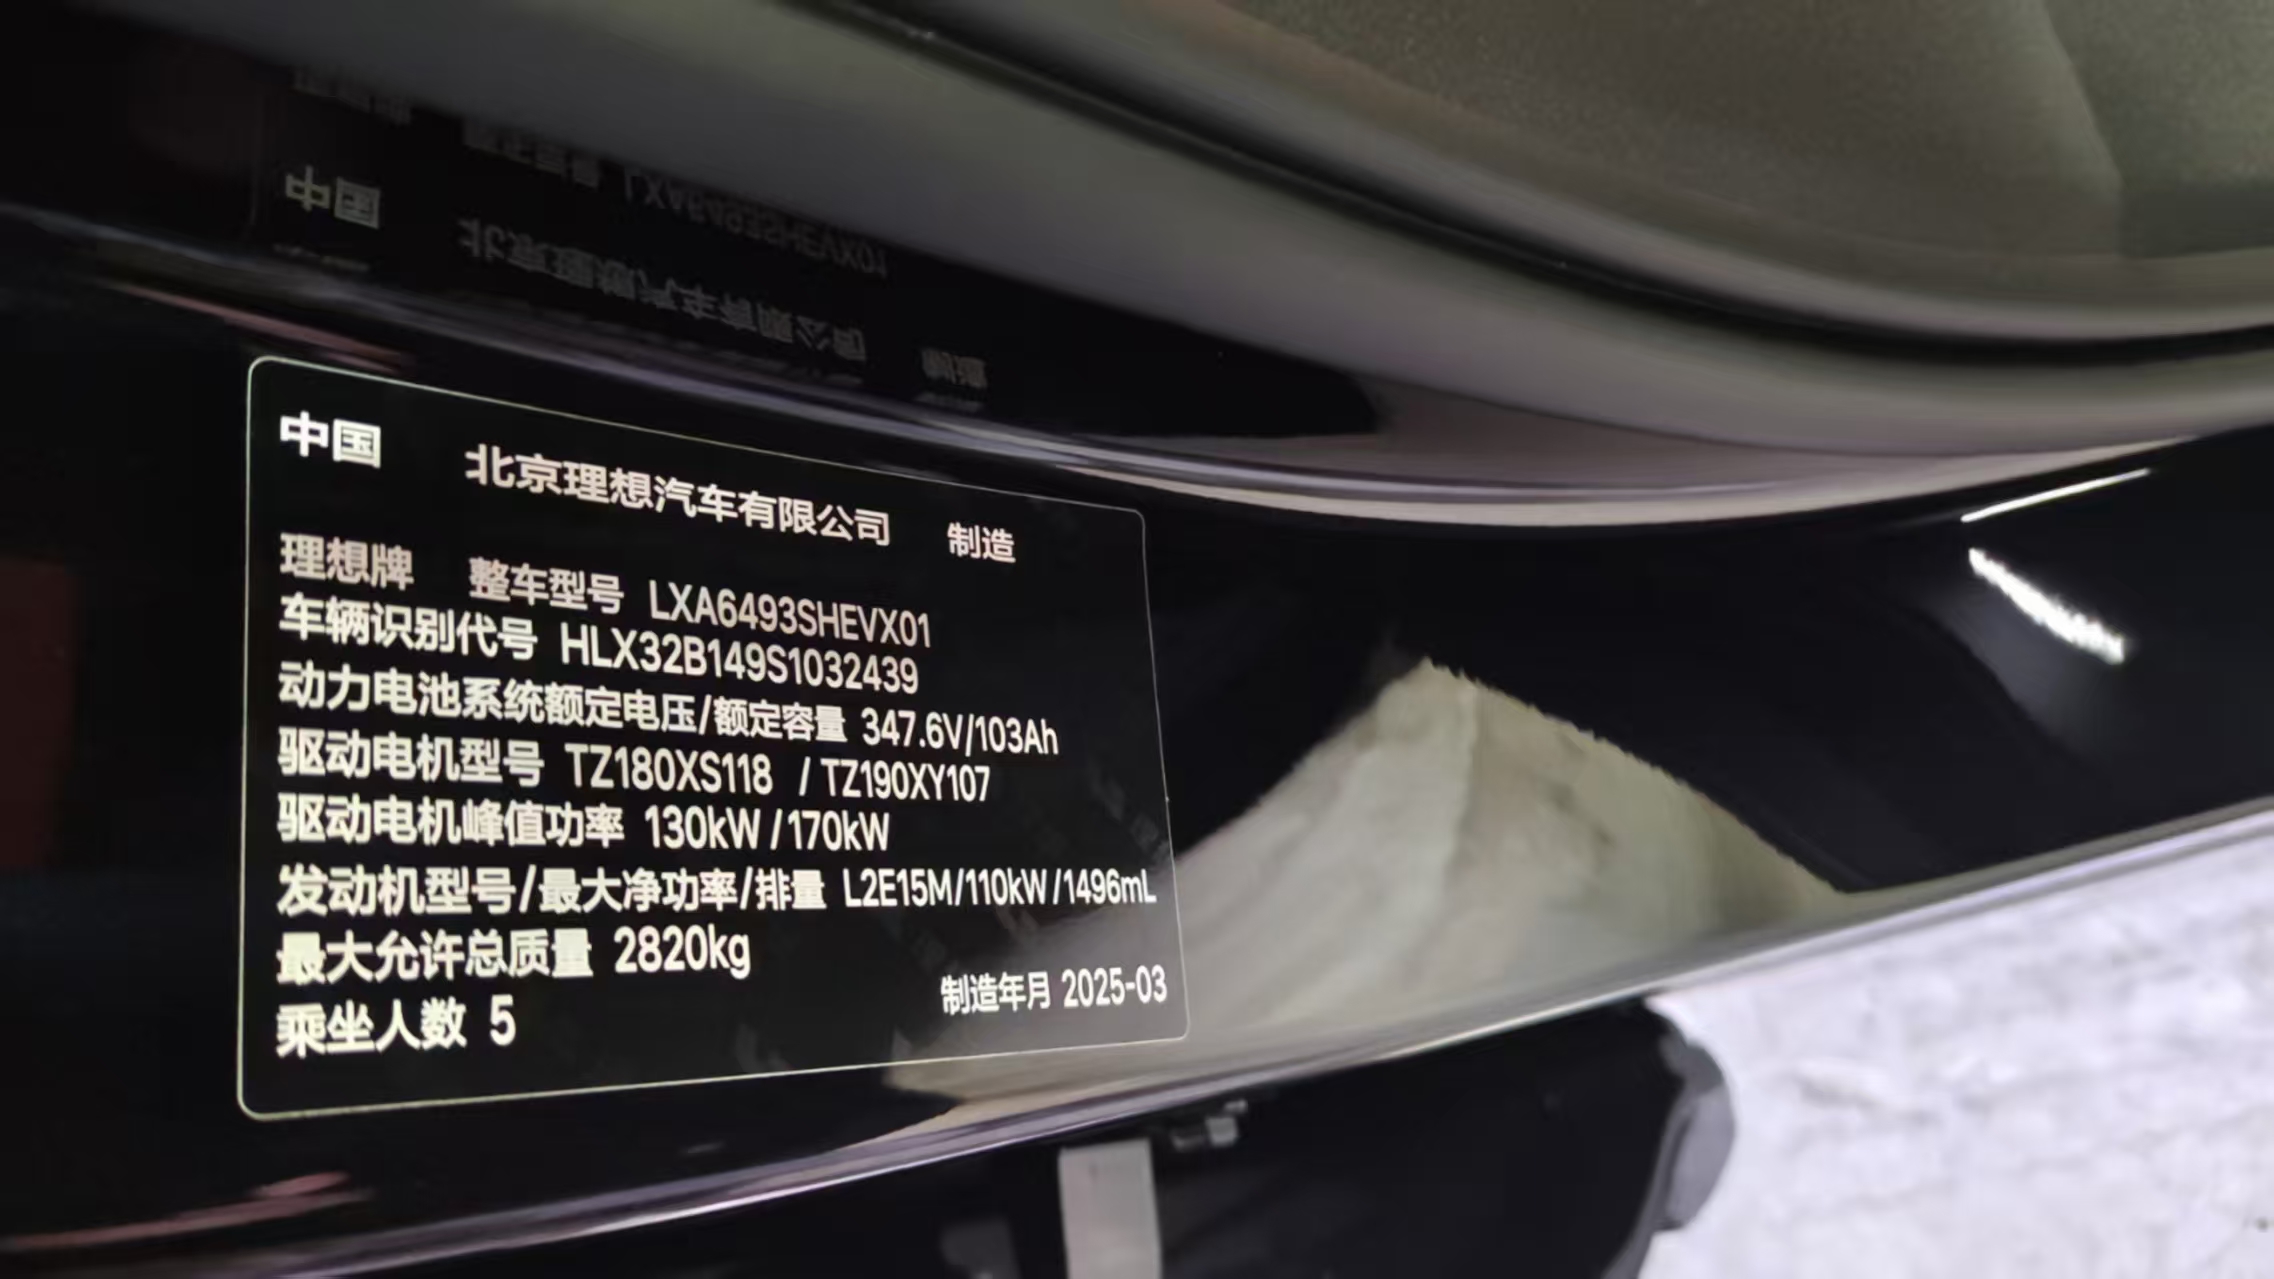 中国 北京理想汽车有限公司 制造
理想牌 整车型号 LXA6493SHEVX01
车辆识别代号 HLX32B149S1032439
动力电池系统额定电压/额定容量 347.6V/103Ah
驱动电机型号 TZ180XS118 / TZ190XY107
驱动电机峰值功率 130kW / 170kW
发动机型号/最大净功率/排量 L2E15M/110kW/1496mL
最大允许总质量 2820kg
乘坐人数 5 制造年月 2025-03